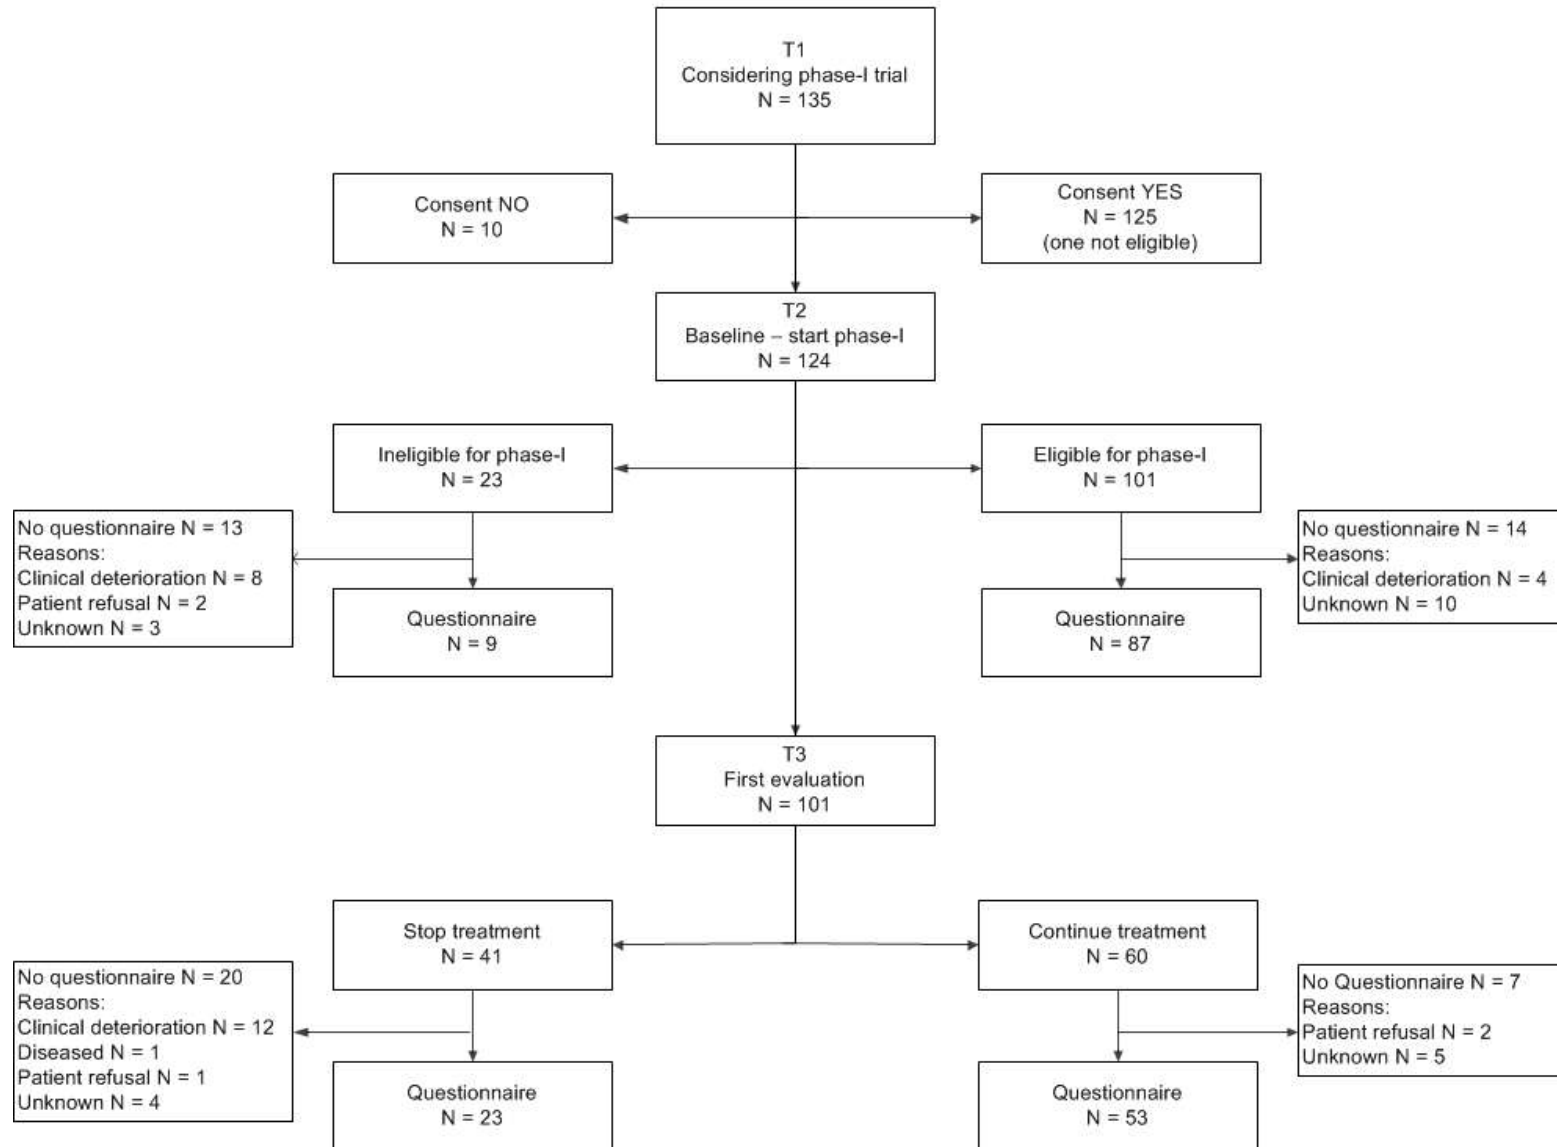 T1
Considering phase-I trial
N = 135
Consent NO
N = 10
Consent YES
N = 125
(one not eligible)
T2
Baseline – start phase-I
N = 124
Ineligible for phase-I
N = 23
Eligible for phase-I
N = 101
No questionnaire N = 13
Reasons:
Clinical deterioration N = 8
Patient refusal N = 2
Unknown N = 3
No questionnaire N = 14
Reasons:
Clinical deterioration N = 4
Unknown N = 10
Questionnaire
N = 9
Questionnaire
N = 87
T3
First evaluation
N = 101
Stop treatment
N = 41
Continue treatment
N = 60
No questionnaire N = 20
Reasons:
Clinical deterioration N = 12
Diseased N = 1
Patient refusal N = 1
Unknown N = 4
No Questionnaire N = 7
Reasons:
Patient refusal N = 2
Unknown N = 5
Questionnaire
N = 23
Questionnaire
N = 53